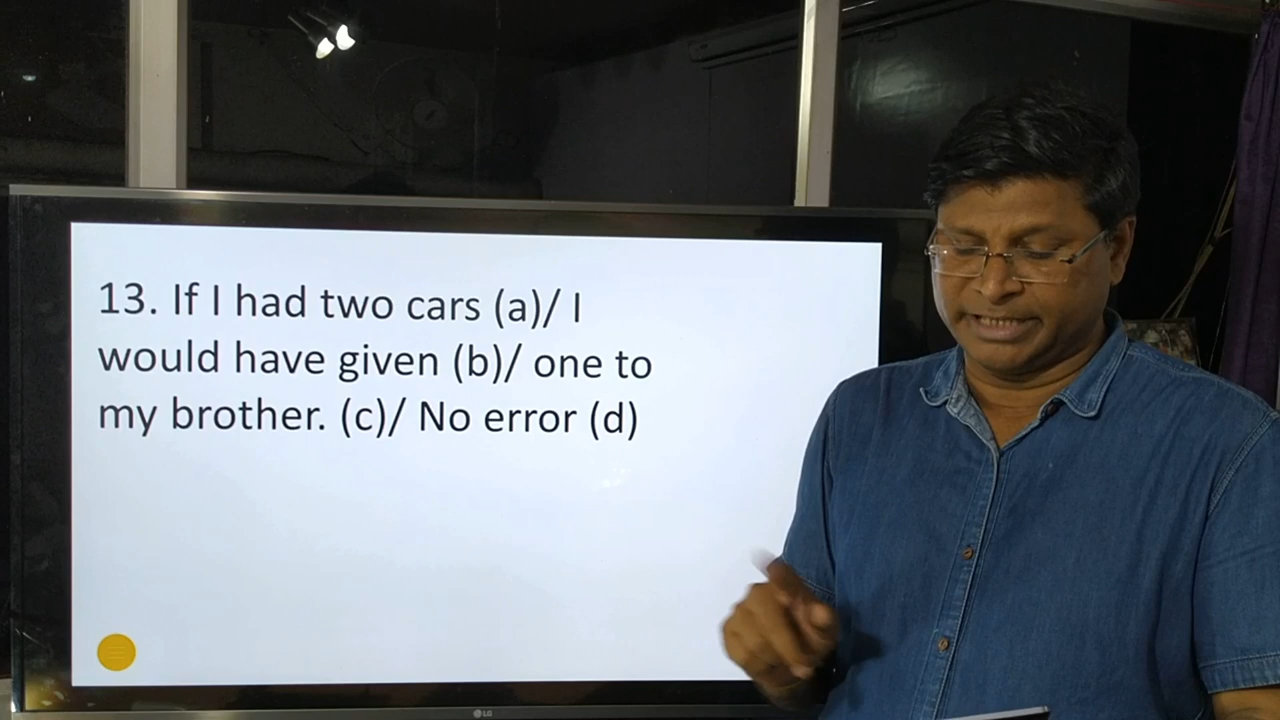 13. If I had two cars (a)/ I
would have given (b)/ one to
my brother. (c)/ No error (d)
LG